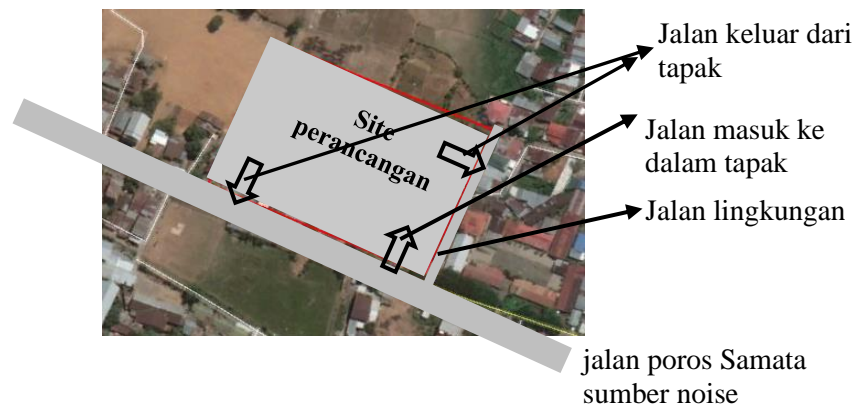 Jalan keluar dari
tapak
Site
perancangan
Jalan masuk ke
dalam tapak
Jalan lingkungan
jalan poros Samata
sumber noise